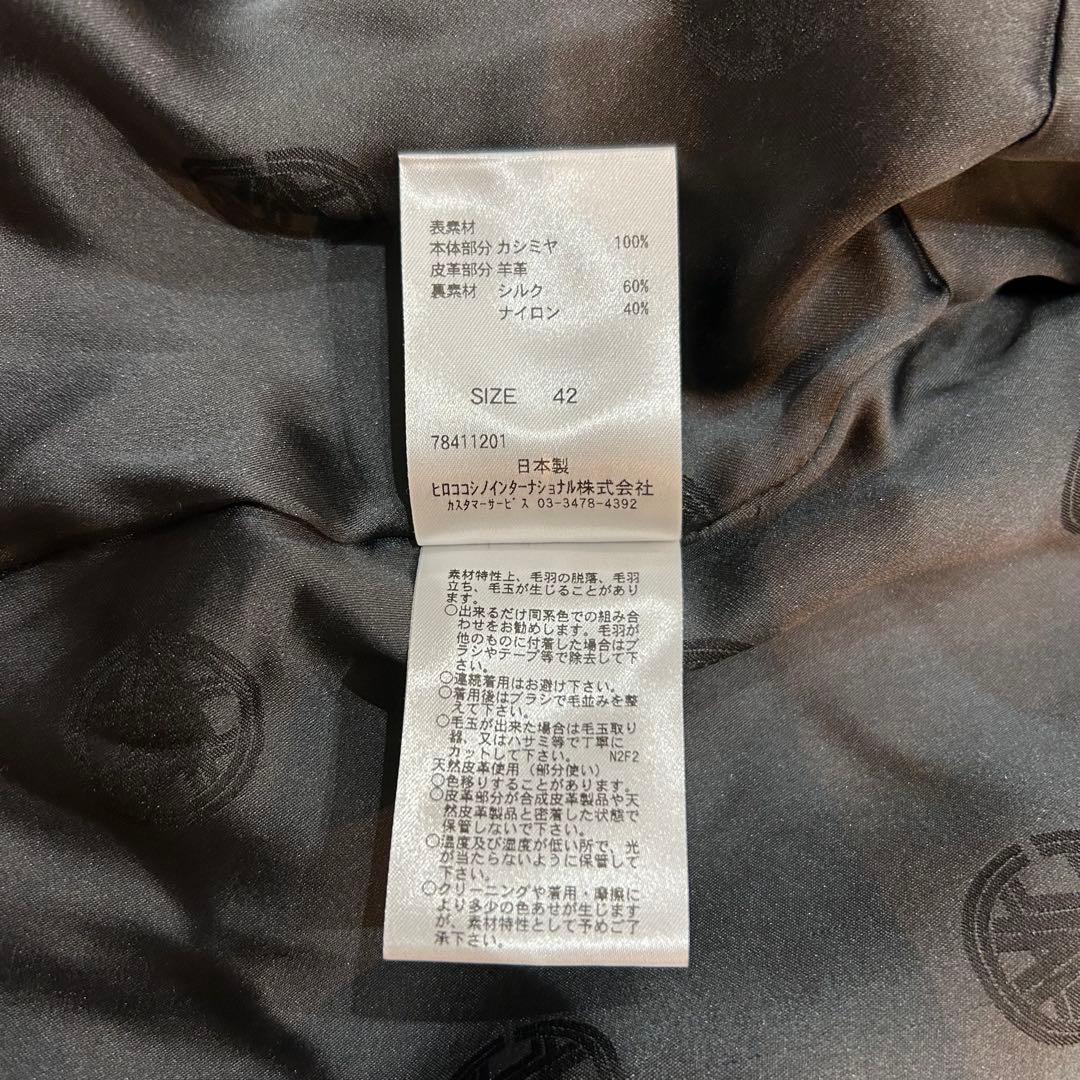 表素材
本体部分 カシミヤ 100%
皮革部分 羊革
裏素材 シルク 60%
ナイロン 40%
SIZE 42
78411201
日本製
ﾋﾛｺｺｼﾉｲﾝﾀｰﾅｼｮﾅﾙ株式会社
ｶｽﾀﾏｰｻｰﾋﾞｽ 03-3478-4392
素材特性上、毛羽の脱落、毛羽
立ち、毛玉が生じることがあり
ます。
○出来るだけ同系色での組み合
わせをお勧めします。毛羽が
他のものに付着した場合はブ
ラシやテープ等で除去して下
さい。
○連続着用はお避け下さい。
○着用後はブラシで毛並みを整
えて下さい。
○毛玉が出来た場合は毛玉取り
器、又はハサミ等で丁寧に
カットして下さい。 N2F2
天然皮革使用（部分使い）
○色移りすることがあります。
○皮革部分が合成皮革製品や天
然皮革製品と密着した状態で
保管しないで下さい。
○温度及び湿度が低い所で、光
が当たらないように保管して
下さい。
○クリーニングや着用・摩擦に
より多少の色あせが生じます
が、素材特性として予めご了
承下さい。